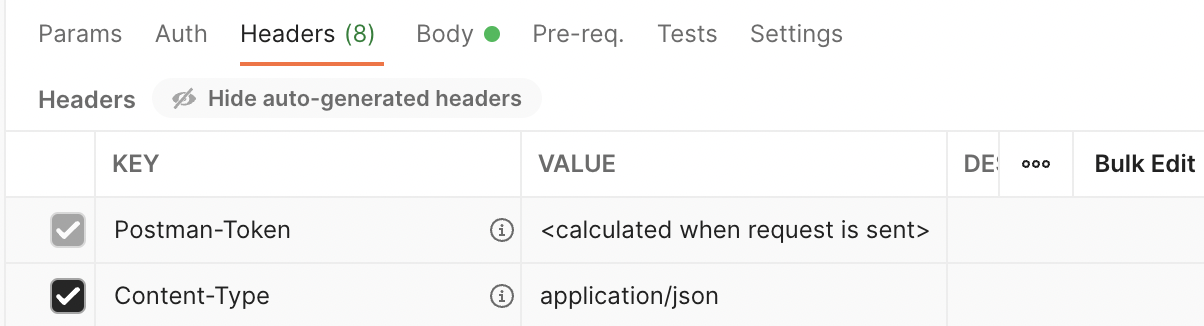 Params Auth Headers (8) Body Pre-req. Tests Settings
Headers Hide auto-generated headers
KEY VALUE DES ooo Bulk Edit
Postman-Token <calculated when request is sent>
Content-Type application/json